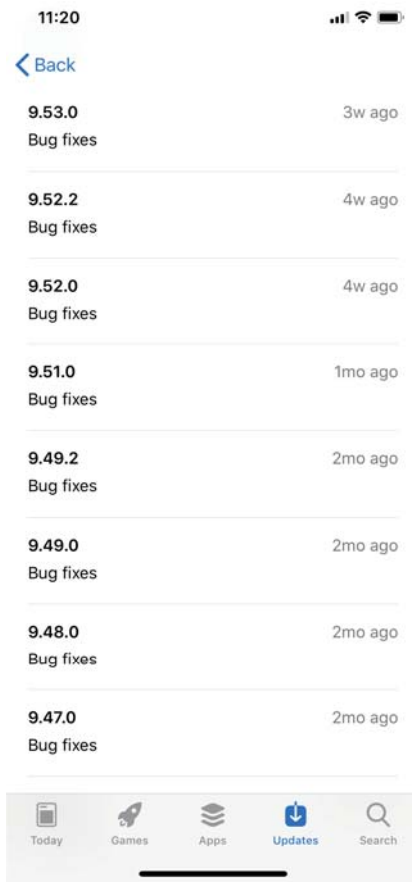 11:20
Back
9.53.0 3w ago
Bug fixes
9.52.2 4w ago
Bug fixes
9.52.0 4w ago
Bug fixes
9.51.0 1mo ago
Bug fixes
9.49.2 2mo ago
Bug fixes
9.49.0 2mo ago
Bug fixes
9.48.0 2mo ago
Bug fixes
9.47.0 2mo ago
Bug fixes
Today Games Apps Updates Search